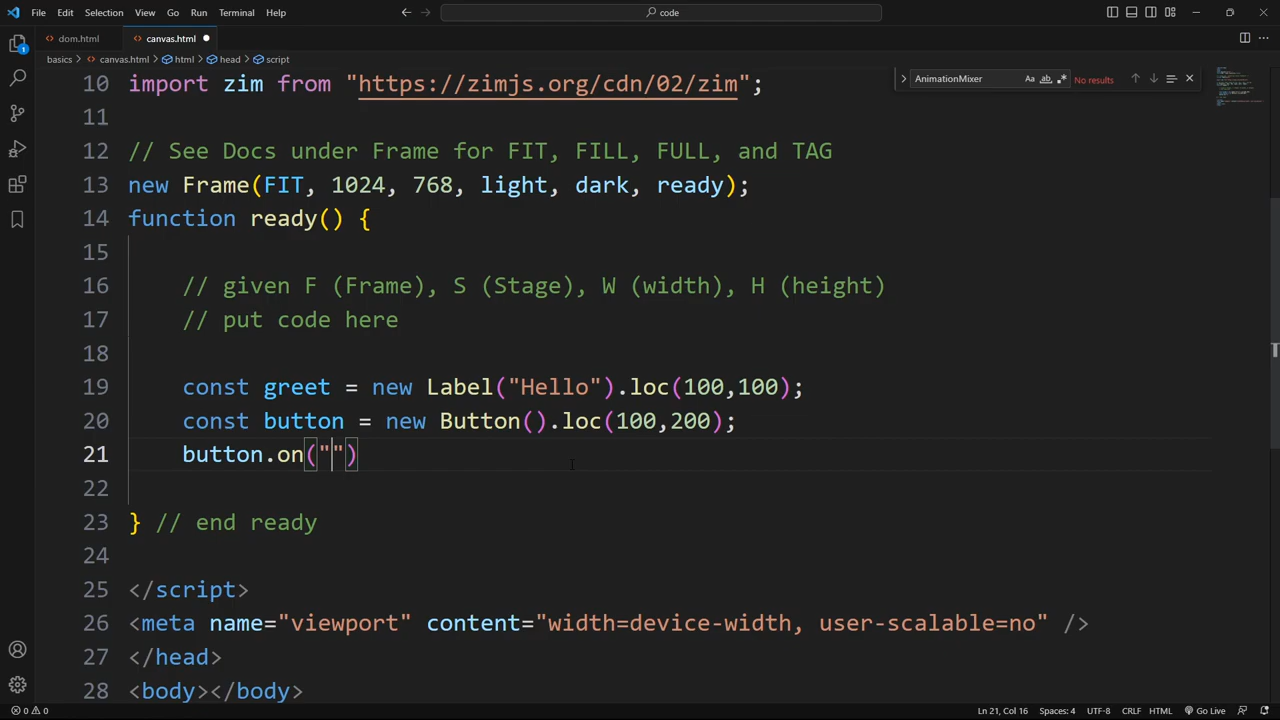 File Edit Selection View Go Run Terminal Help
code
dom.html
canvas.html
basics > canvas.html > html > head > script
AnimationMixer Aa ab .* No results
1
10 import zim from "https://zimjs.org/cdn/02/zim";
11
12 // See Docs under Frame for FIT, FILL, FULL, and TAG
13 new Frame(FIT, 1024, 768, light, dark, ready);
14 function ready() {
15
16 // given F (Frame), S (Stage), W (width), H (height)
17 // put code here
18
19 const greet = new Label("Hello").loc(100,100);
20 const button = new Button().loc(100,200);
21 button.on("")
22
23 } // end ready
24
25 </script>
26 <meta name="viewport" content="width=device-width, user-scalable=no" />
27 </head>
28 <body></body>
0 0 Ln 21, Col 16 Spaces: 4 UTF-8 CRLF HTML Go Live